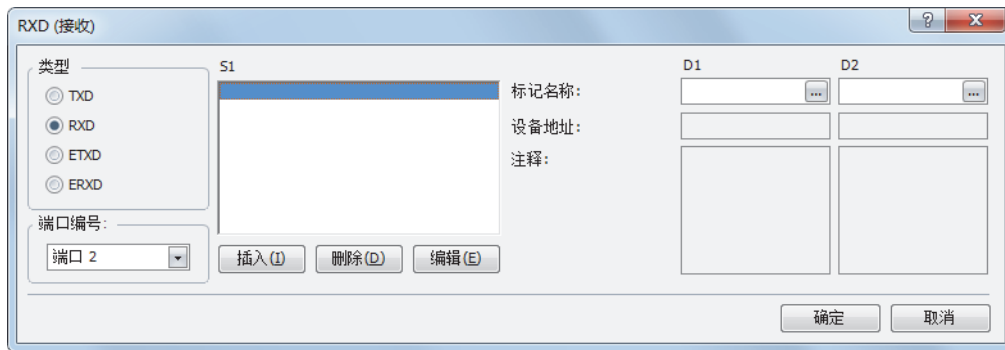 RXD (接收)
类型
TXD
RXD
ETXD
ERXD
端口编号:
端口 2
S1
插入(I)
删除(D)
编辑(E)
D1
D2
标记名称:
...
...
设备地址:
注释:
确定
取消